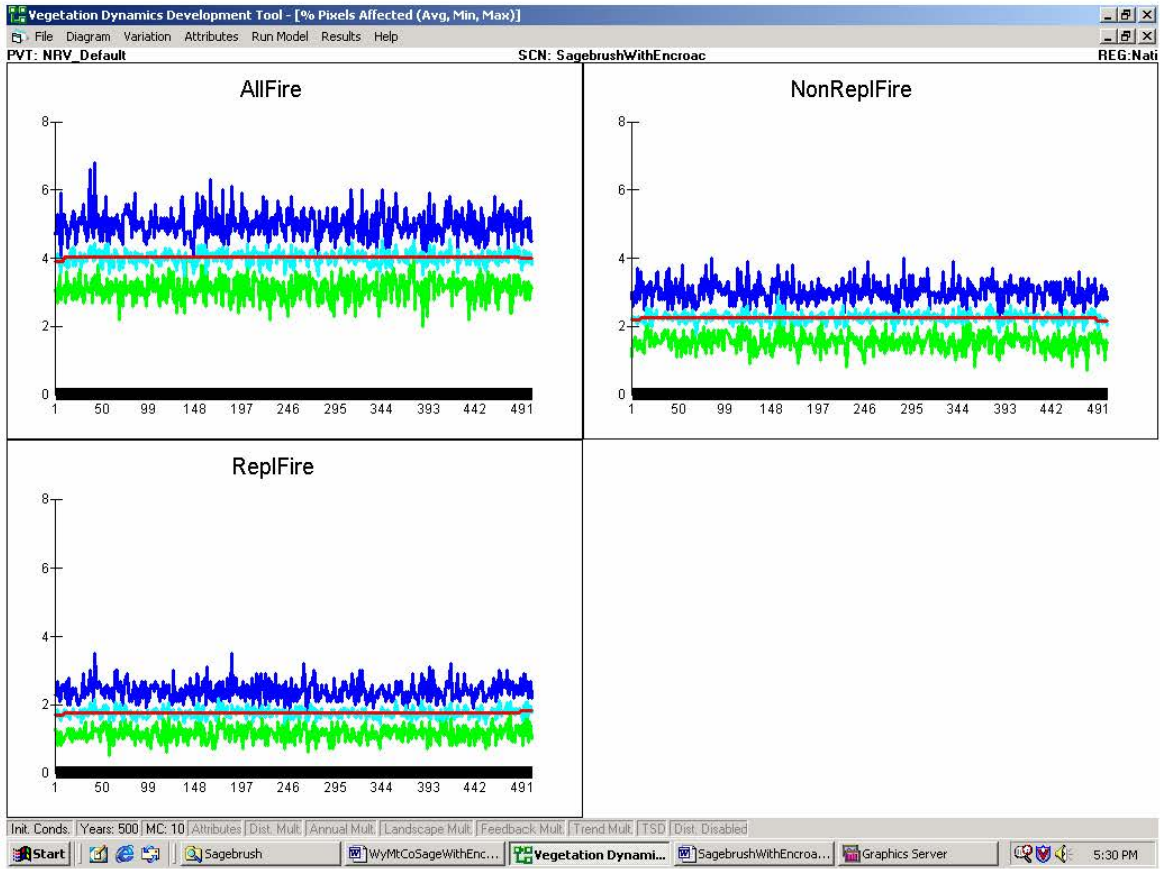 Vegetation Dynamics Development Tool - [% Pixels Affected (Avg, Min, Max)]
File Diagram Variation Attributes Run Model Results Help
PVT: NRV_Default SCN: SagebrushWithEncroac REG:Nati
AllFire
8
6
4
2
0
1 50 99 148 197 246 295 344 393 442 491
NonReplFire
8
6
4
2
0
1 50 99 148 197 246 295 344 393 442 491
ReplFire
8
6
4
2
0
1 50 99 148 197 246 295 344 393 442 491
Init. Conds. Years: 500 MC: 10 Attributes Dist. Mult. Annual Mult. Landscape Mult. Feedback Mult. Trend Mult. TSD Dist. Disabled
Start Sagebrush WyMtCoSageWithEnc... Vegetation Dynami... SagebrushWithEncroa... Graphics Server 5:30 PM